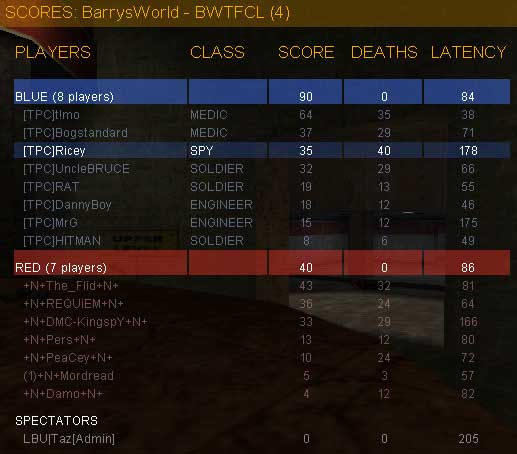 SCORES: BarrysWorld - BWTFCL (4)
PLAYERS CLASS SCORE DEATHS LATENCY
BLUE (8 players) 90 0 84
[TPC]t!mo MEDIC 64 35 38
[TPC]Bogstandard MEDIC 37 29 71
[TPC]Ricey SPY 35 40 178
[TPC]UncleBRUCE SOLDIER 32 29 66
[TPC]RAT SOLDIER 19 13 55
[TPC]DannyBoy ENGINEER 18 12 46
[TPC]MrG ENGINEER 15 12 175
[TPC]HITMAN SOLDIER 8 6 49
UPPER
LEVEL
RED (7 players) 40 0 86
+N+The_Flid+N+ 43 32 81
+N+REQUiEM+N+ 36 24 64
+N+DMC-KingspY+N+ 33 29 166
+N+Pers+N+ 13 12 80
+N+PeaCey+N+ 10 24 72
(1)+N+Mordread 5 3 57
+N+Damo+N+ 4 12 82
SPECTATORS
LBU|Taz[Admin] 0 0 205